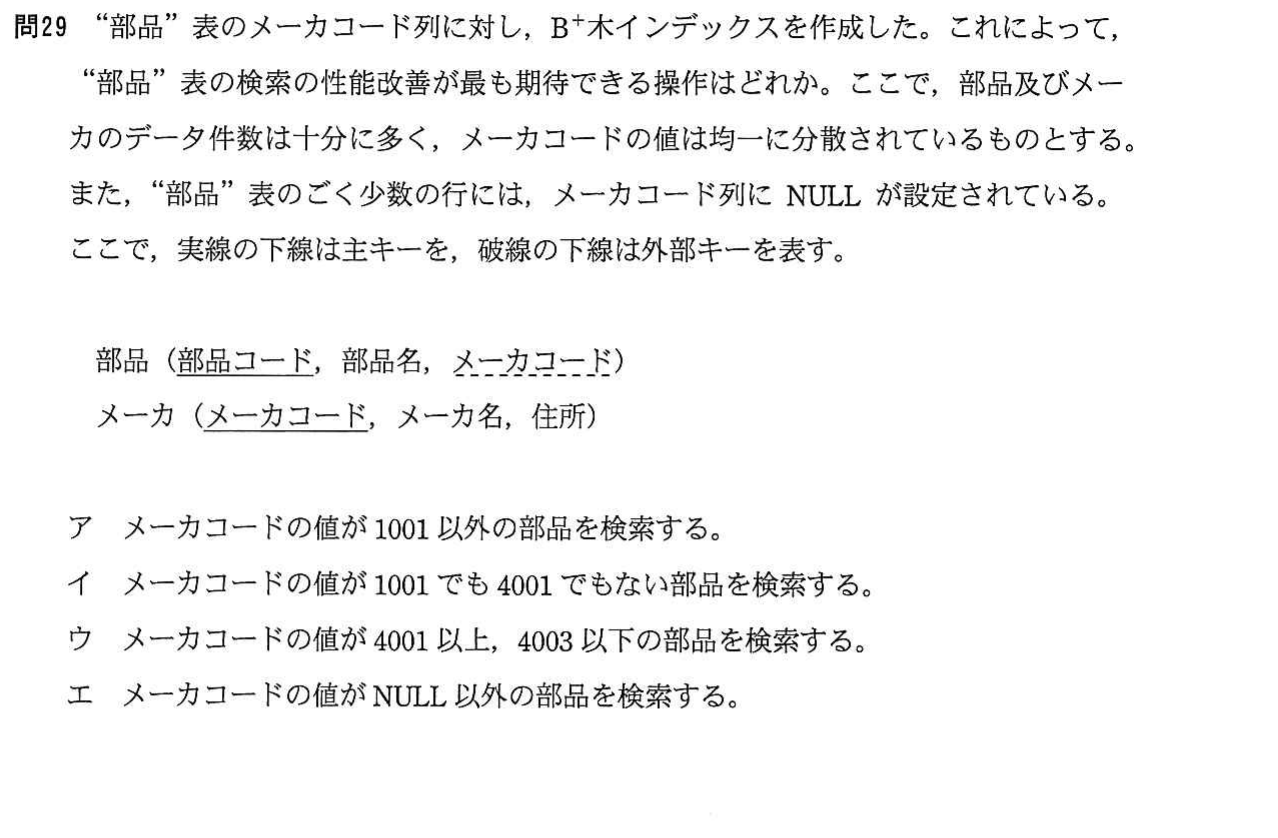 問29 “部品”表のメーカコード列に対し，B⁺木インデックスを作成した。これによって，
“部品”表の検索の性能改善が最も期待できる操作はどれか。ここで，部品及びメー
カのデータ件数は十分に多く，メーカコードの値は均一に分散されているものとする。
また，“部品”表のごく少数の行には，メーカコード列に NULL が設定されている。
ここで，実線の下線は主キーを，破線の下線は外部キーを表す。
部品（部品コード，部品名，メーカコード）
メーカ（メーカコード，メーカ名，住所）
ア メーカコードの値が 1001 以外の部品を検索する。
イ メーカコードの値が 1001 でも 4001 でもない部品を検索する。
ウ メーカコードの値が 4001 以上，4003 以下の部品を検索する。
エ メーカコードの値が NULL 以外の部品を検索する。